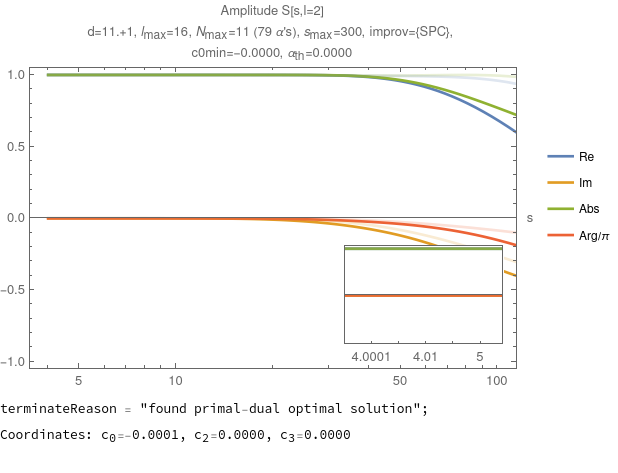 Amplitude S[s,l=2]
d=11.+1, l_max=16, N_max=11 (79 α's), s_max=300, improv={SPC},
c0min=−0.0000, α_th=0.0000
1.0
0.5
0.0
−0.5
−1.0
s
Re
Im
Abs
Arg/π
4.0001 4.01 5
5 10 50 100
terminateReason = "found primal-dual optimal solution";
Coordinates: c₀=-0.0001, c₂=0.0000, c₃=0.0000